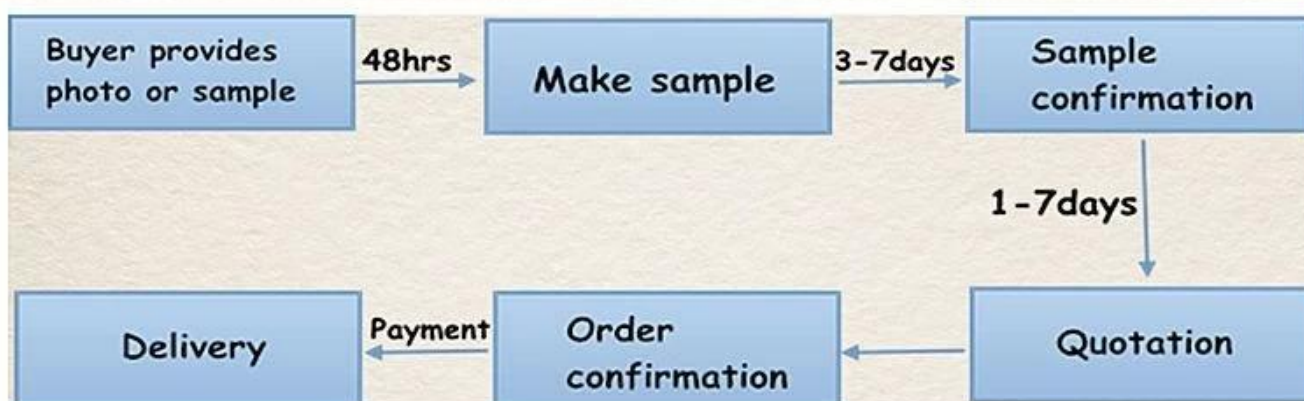 Buyer provides
photo or sample
48hrs
Make sample
3-7days
Sample
confirmation
1-7days
Quotation
Order
confirmation
Payment
Delivery